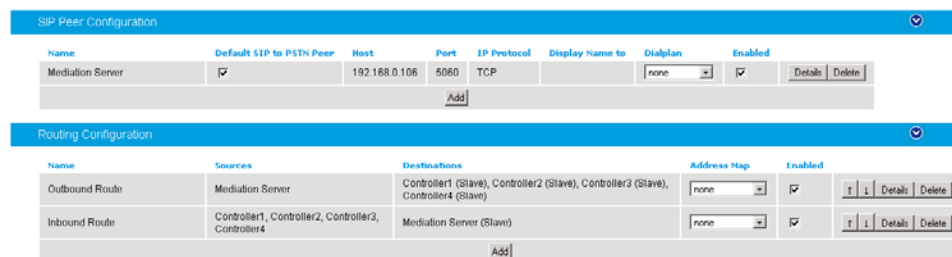 SIP Peer Configuration
Name Default SIP to PSTN Peer Host Port IP Protocol Display Name to Dialplan Enabled
Mediation Server 192.168.0.106 5060 TCP none Details Delete
Add
Routing Configuration
Name Sources Destinations Address Map Enabled
Outbound Route Mediation Server Controller1 (Slave), Controller2 (Slave), Controller3 (Slave), none ↑ ↓ Details Delete
Controller4 (Slave)
Inbound Route Controller1, Controller2, Controller3, Mediation Server (Slave) none ↑ ↓ Details Delete
Controller4
Add